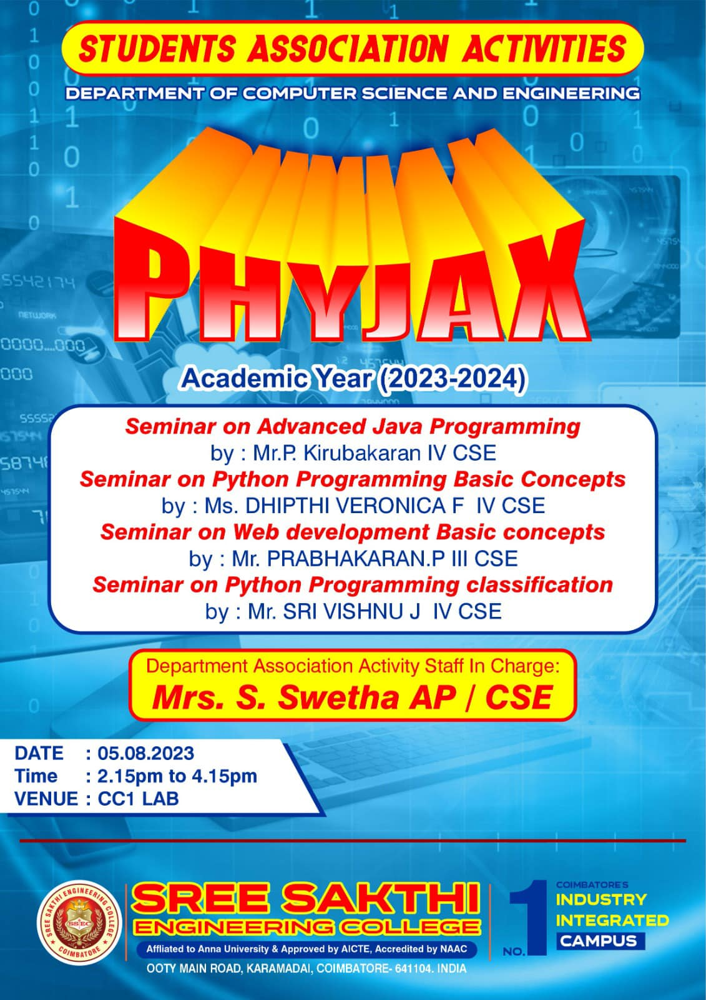 STUDENTS ASSOCIATION ACTIVITIES
DEPARTMENT OF COMPUTER SCIENCE AND ENGINEERING
PHYJAX
Academic Year (2023-2024)
Seminar on Advanced Java Programming
by : Mr.P. Kirubakaran IV CSE
Seminar on Python Programming Basic Concepts
by : Ms. DHIPTHI VERONICA F IV CSE
Seminar on Web development Basic concepts
by : Mr. PRABHAKARAN.P III CSE
Seminar on Python Programming classification
by : Mr. SRI VISHNU J IV CSE
Department Association Activity Staff In Charge:
Mrs. S. Swetha AP / CSE
DATE : 05.08.2023
Time : 2.15pm to 4.15pm
VENUE : CC1 LAB
SREE SAKTHI ENGINEERING COLLEGE
SSEC
COIMBATORE
SREE SAKTHI
ENGINEERING COLLEGE
Affliated to Anna University & Approved by AICTE, Accredited by NAAC
OOTY MAIN ROAD, KARAMADAI, COIMBATORE- 641104. INDIA
NO.1
COIMBATORE'S
INDUSTRY
INTEGRATED
CAMPUS